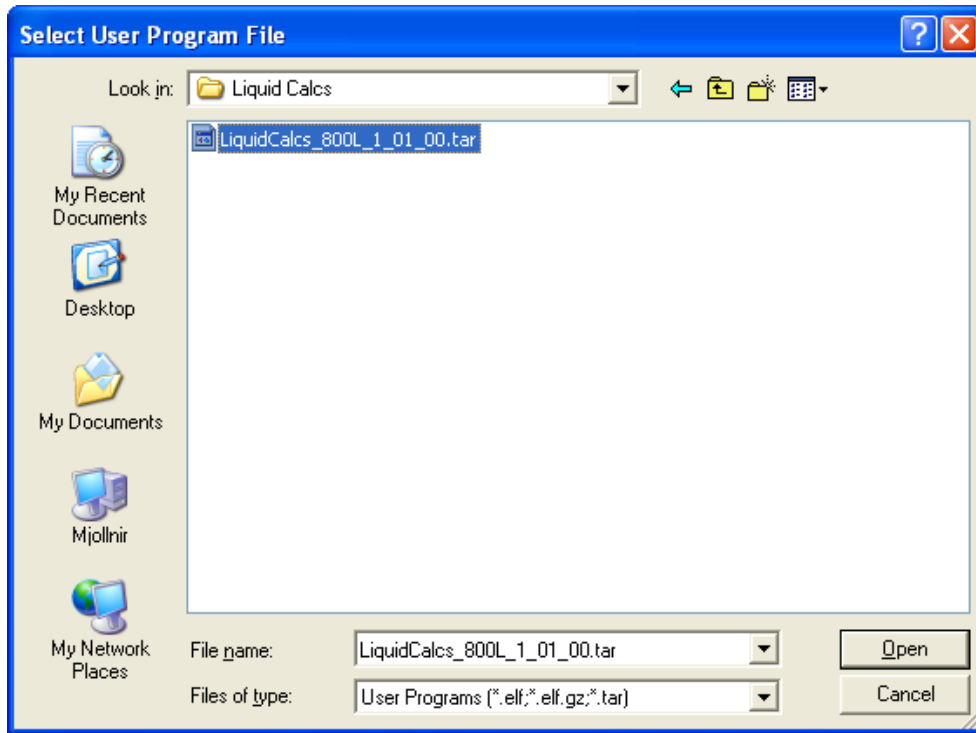 Select User Program File
Look in: Liquid Calcs
LiquidCalcs_800L_1_01_00.tar
My Recent
Documents
Desktop
My Documents
Mjollnir
My Network
Places
File name: LiquidCalcs_800L_1_01_00.tar Open
Files of type: User Programs (*.elf;*.elf.gz;*.tar) Cancel